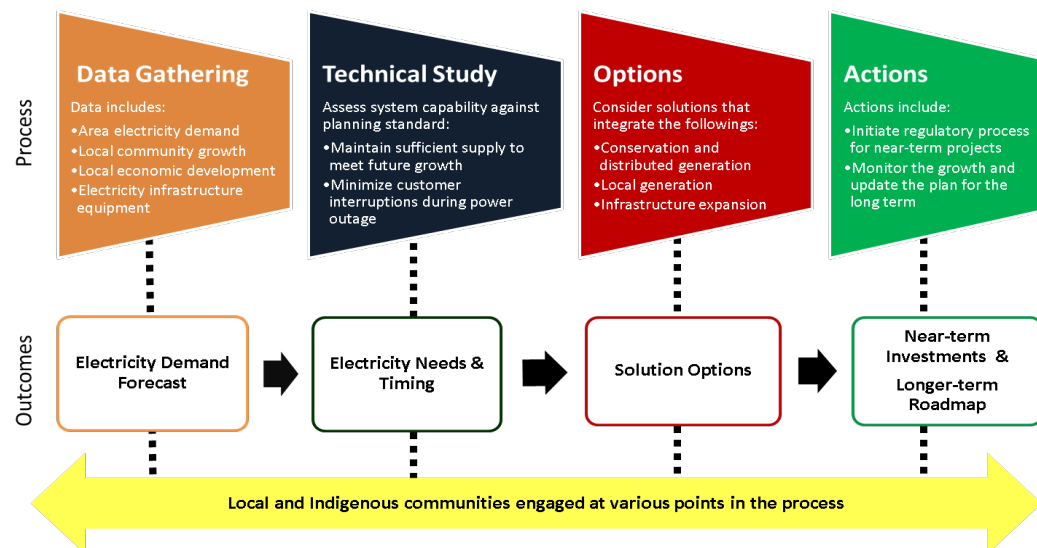 Process
Data Gathering
Data includes:
•Area electricity demand
•Local community growth
•Local economic development
•Electricity infrastructure
equipment
Technical Study
Assess system capability against
planning standard:
•Maintain sufficient supply to
meet future growth
•Minimize customer
interruptions during power
outage
Options
Consider solutions that
integrate the followings:
•Conservation and
distributed generation
•Local generation
•Infrastructure expansion
Actions
Actions include:
•Initiate regulatory process
for near-term projects
•Monitor the growth and
update the plan for the
long term
Outcomes
Electricity Demand
Forecast
Electricity Needs &
Timing
Solution Options
Near-term
Investments &
Longer-term
Roadmap
Local and Indigenous communities engaged at various points in the process